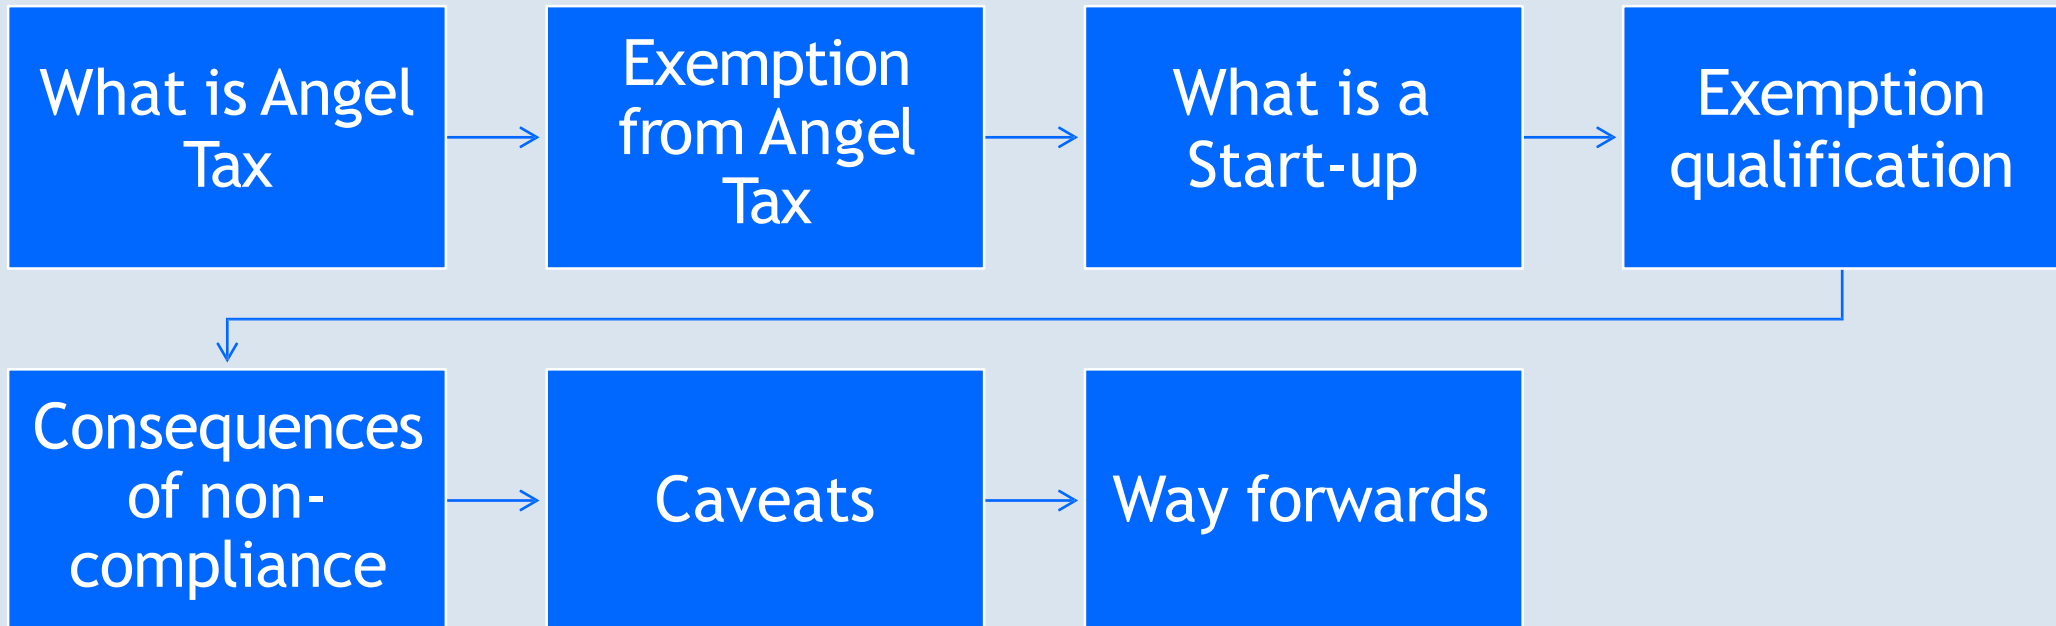 What is Angel
Tax
Exemption
from Angel
Tax
What is a
Start-up
Exemption
qualification
Consequences
of non-
compliance
Caveats
Way forwards